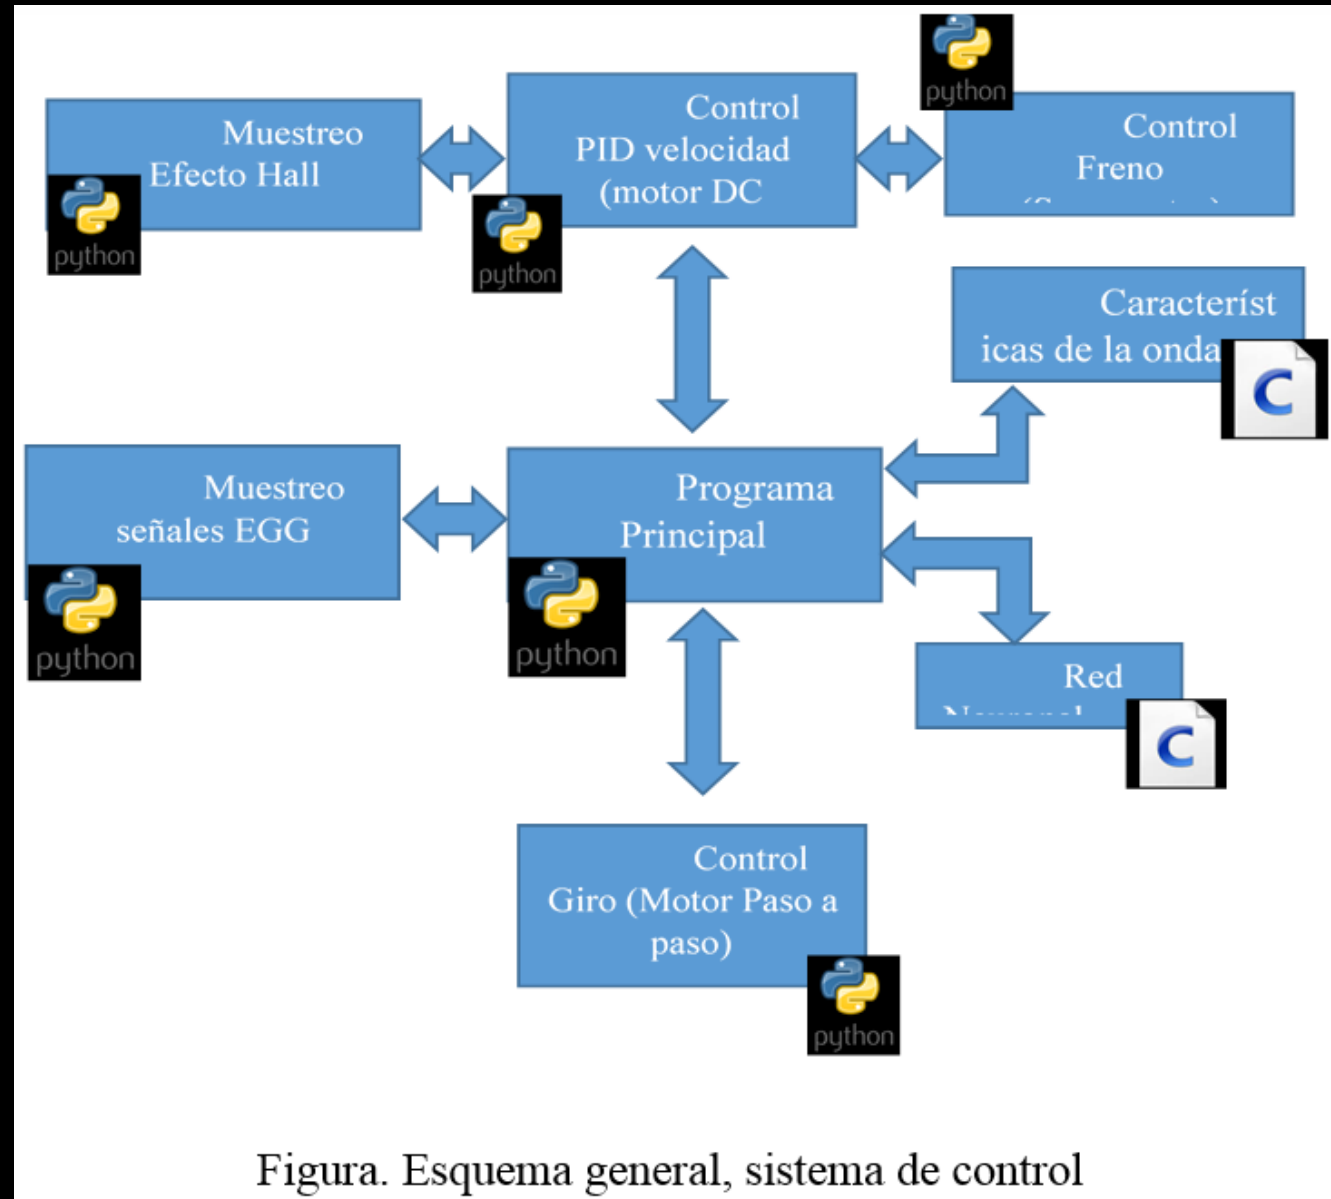 python
Muestreo
Efecto Hall
python
Control
PID velocidad
(motor DC
python
Control
Freno
Característ
icas de la onda
C
Muestreo
señales EGG
python
Programa
Principal
python
Red
C
Control
Giro (Motor Paso a
paso)
python
Figura. Esquema general, sistema de control